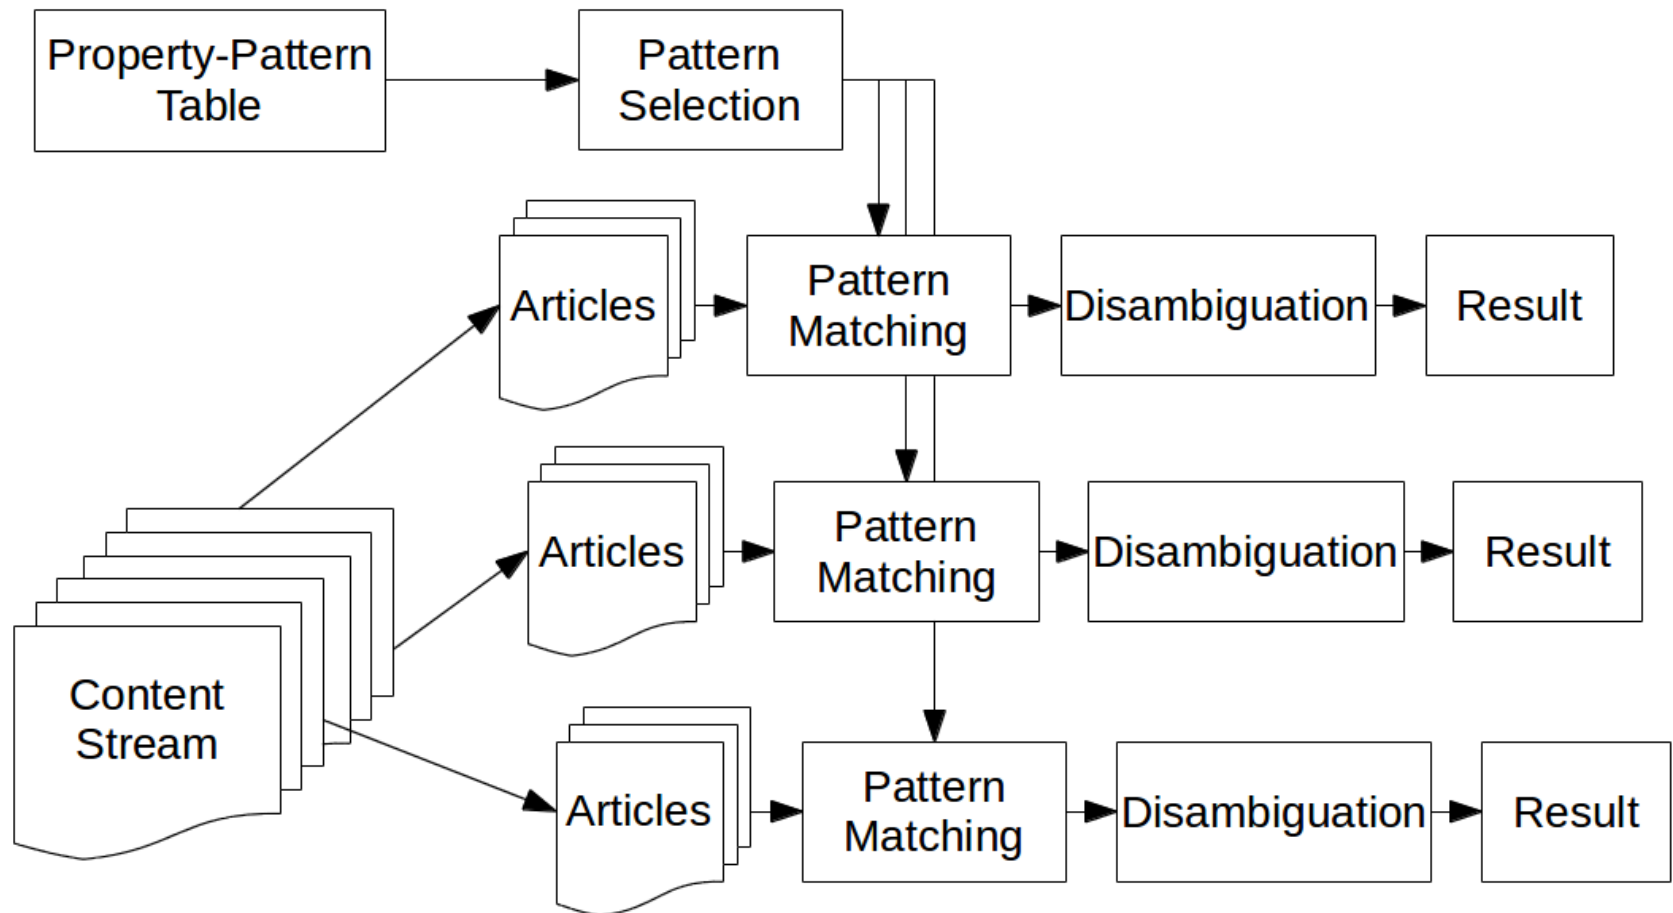 Property-Pattern
Table
Pattern
Selection
Articles
Pattern
Matching
Disambiguation
Result
Articles
Pattern
Matching
Disambiguation
Result
Content
Stream
Articles
Pattern
Matching
Disambiguation
Result